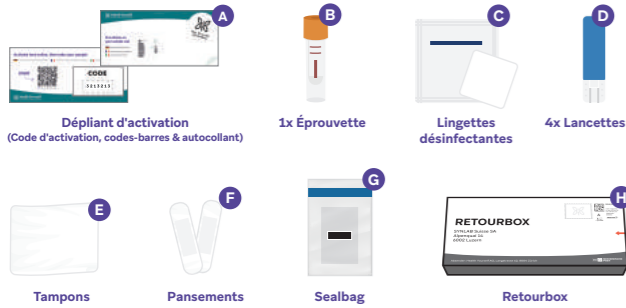 A
B
C
D
CODE
3213213
Dépliant d'activation
(Code d'activation, codes-barres & autocollant)
1x Éprouvette
Lingettes
désinfectantes
4x Lancettes
E
F
G
H
RETOURBOX
SYNLAB Suisse SA
Alpenquai 14
6002 Luzern
Tampons
Pansements
Sealbag
Retourbox